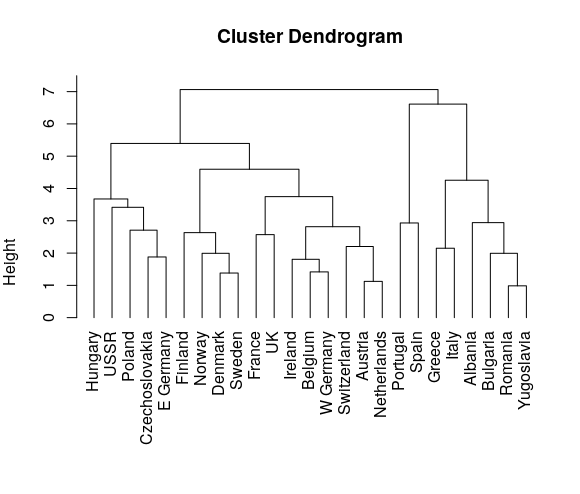 Cluster Dendrogram
Height
7
6
5
4
3
2
1
0
Hungary
USSR
Poland
Czechoslovakia
E Germany
Finland
Norway
Denmark
Sweden
France
UK
Ireland
Belgium
W Germany
Switzerland
Austria
Netherlands
Portugal
Spain
Greece
Italy
Albania
Bulgaria
Romania
Yugoslavia